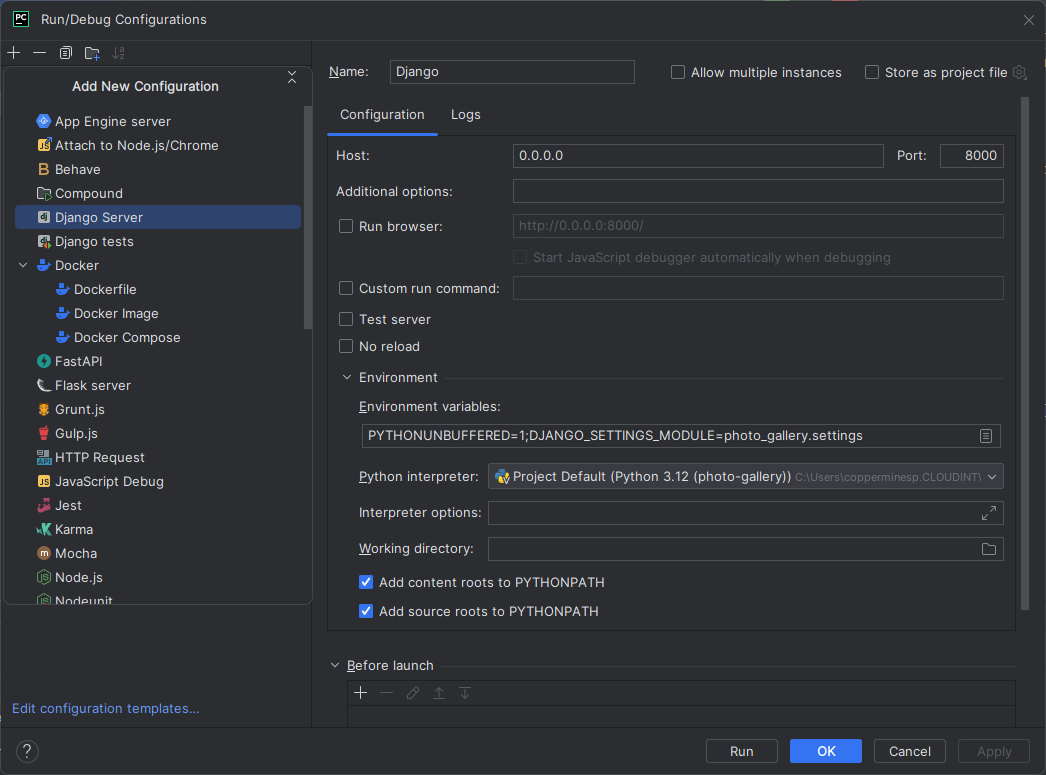 PC
Run/Debug Configurations
Add New Configuration
App Engine server
Attach to Node.js/Chrome
Behave
Compound
Django Server
Django tests
Docker
Dockerfile
Docker Image
Docker Compose
FastAPI
Flask server
Grunt.js
Gulp.js
HTTP Request
JavaScript Debug
Jest
Karma
Mocha
Node.js
Nodeunit
Edit configuration templates...
?
Name: Django
Allow multiple instances
Store as project file
Configuration Logs
Host: 0.0.0.0 Port: 8000
Additional options:
Run browser: http://0.0.0.0:8000/
Start JavaScript debugger automatically when debugging
Custom run command:
Test server
No reload
Environment
Environment variables:
PYTHONUNBUFFERED=1;DJANGO_SETTINGS_MODULE=photo_gallery.settings
Python interpreter: Project Default (Python 3.12 (photo-gallery)) C:\Users\copperminesp.CLOUDINT\
Interpreter options:
Working directory:
Add content roots to PYTHONPATH
Add source roots to PYTHONPATH
Before launch
Run OK Cancel Apply